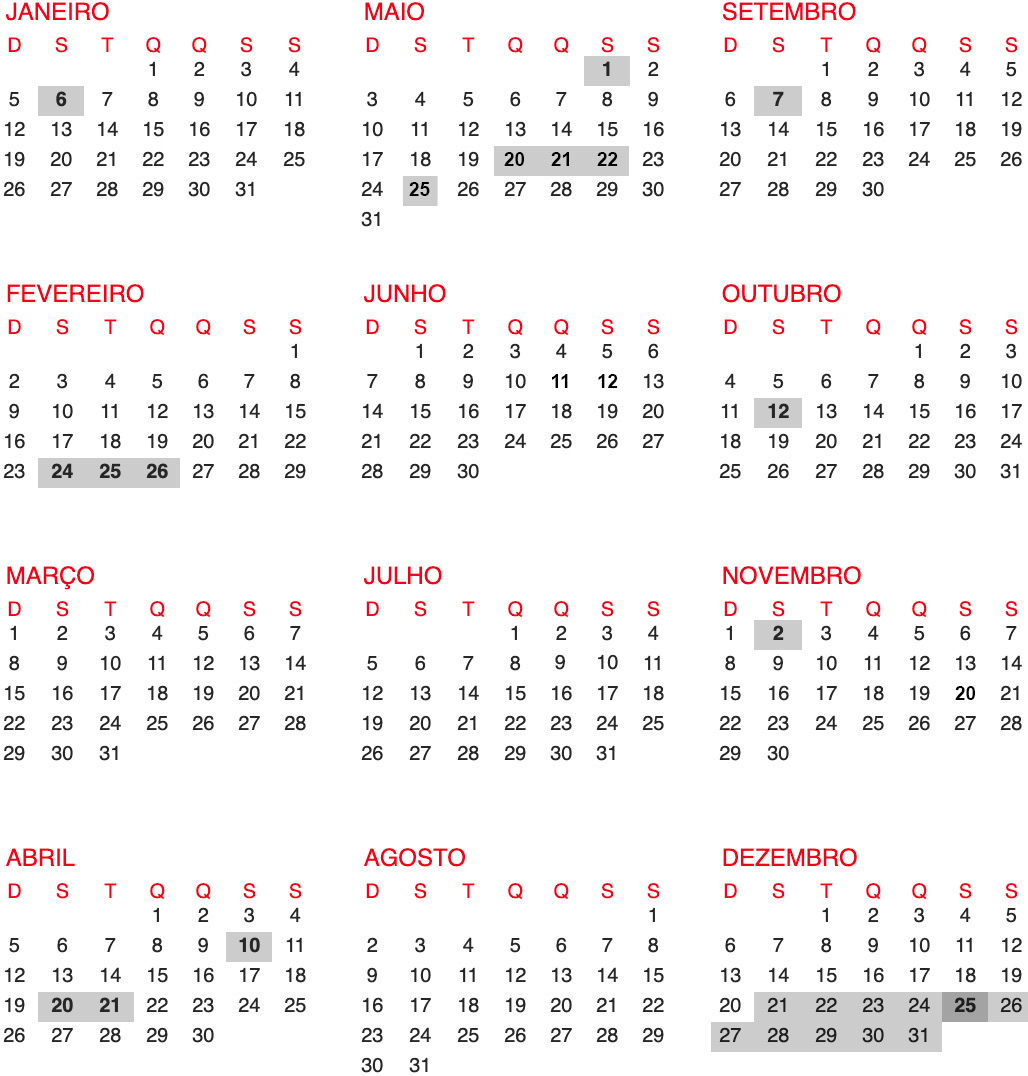 JANEIRO
D S T Q Q S S
1 2 3 4
5 6 7 8 9 10 11
12 13 14 15 16 17 18
19 20 21 22 23 24 25
26 27 28 29 30 31
FEVEREIRO
D S T Q Q S S
1
2 3 4 5 6 7 8
9 10 11 12 13 14 15
16 17 18 19 20 21 22
23 24 25 26 27 28 29
MARÇO
D S T Q Q S S
1 2 3 4 5 6 7
8 9 10 11 12 13 14
15 16 17 18 19 20 21
22 23 24 25 26 27 28
29 30 31
ABRIL
D S T Q Q S S
1 2 3 4
5 6 7 8 9 10 11
12 13 14 15 16 17 18
19 20 21 22 23 24 25
26 27 28 29 30
MAIO
D S T Q Q S S
1 2
3 4 5 6 7 8 9
10 11 12 13 14 15 16
17 18 19 20 21 22 23
24 25 26 27 28 29 30
31
JUNHO
D S T Q Q S S
1 2 3 4 5 6
7 8 9 10 11 12 13
14 15 16 17 18 19 20
21 22 23 24 25 26 27
28 29 30
JULHO
D S T Q Q S S
1 2 3 4
5 6 7 8 9 10 11
12 13 14 15 16 17 18
19 20 21 22 23 24 25
26 27 28 29 30 31
AGOSTO
D S T Q Q S S
1
2 3 4 5 6 7 8
9 10 11 12 13 14 15
16 17 18 19 20 21 22
23 24 25 26 27 28 29
30 31
SETEMBRO
D S T Q Q S S
1 2 3 4 5
6 7 8 9 10 11 12
13 14 15 16 17 18 19
20 21 22 23 24 25 26
27 28 29 30
OUTUBRO
D S T Q Q S S
1 2 3
4 5 6 7 8 9 10
11 12 13 14 15 16 17
18 19 20 21 22 23 24
25 26 27 28 29 30 31
NOVEMBRO
D S T Q Q S S
1 2 3 4 5 6 7
8 9 10 11 12 13 14
15 16 17 18 19 20 21
22 23 24 25 26 27 28
29 30
DEZEMBRO
D S T Q Q S S
1 2 3 4 5
6 7 8 9 10 11 12
13 14 15 16 17 18 19
20 21 22 23 24 25 26
27 28 29 30 31